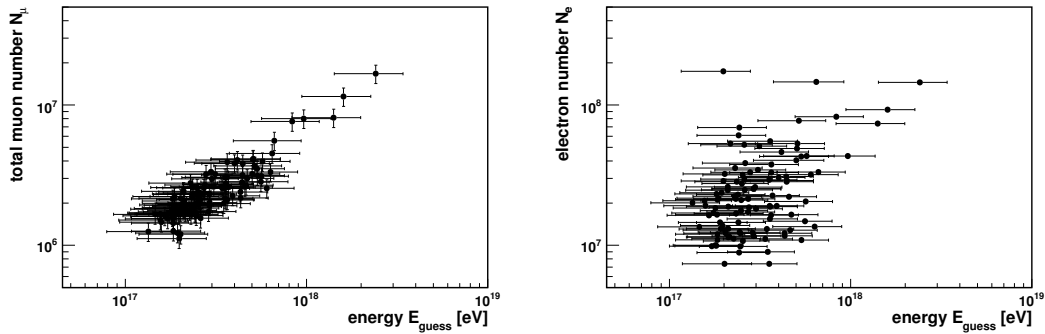 total muon number N_μ
10^7
10^6
10^17
10^18
10^19
energy E_guess [eV]
electron number N_e
10^8
10^7
10^17
10^18
10^19
energy E_guess [eV]